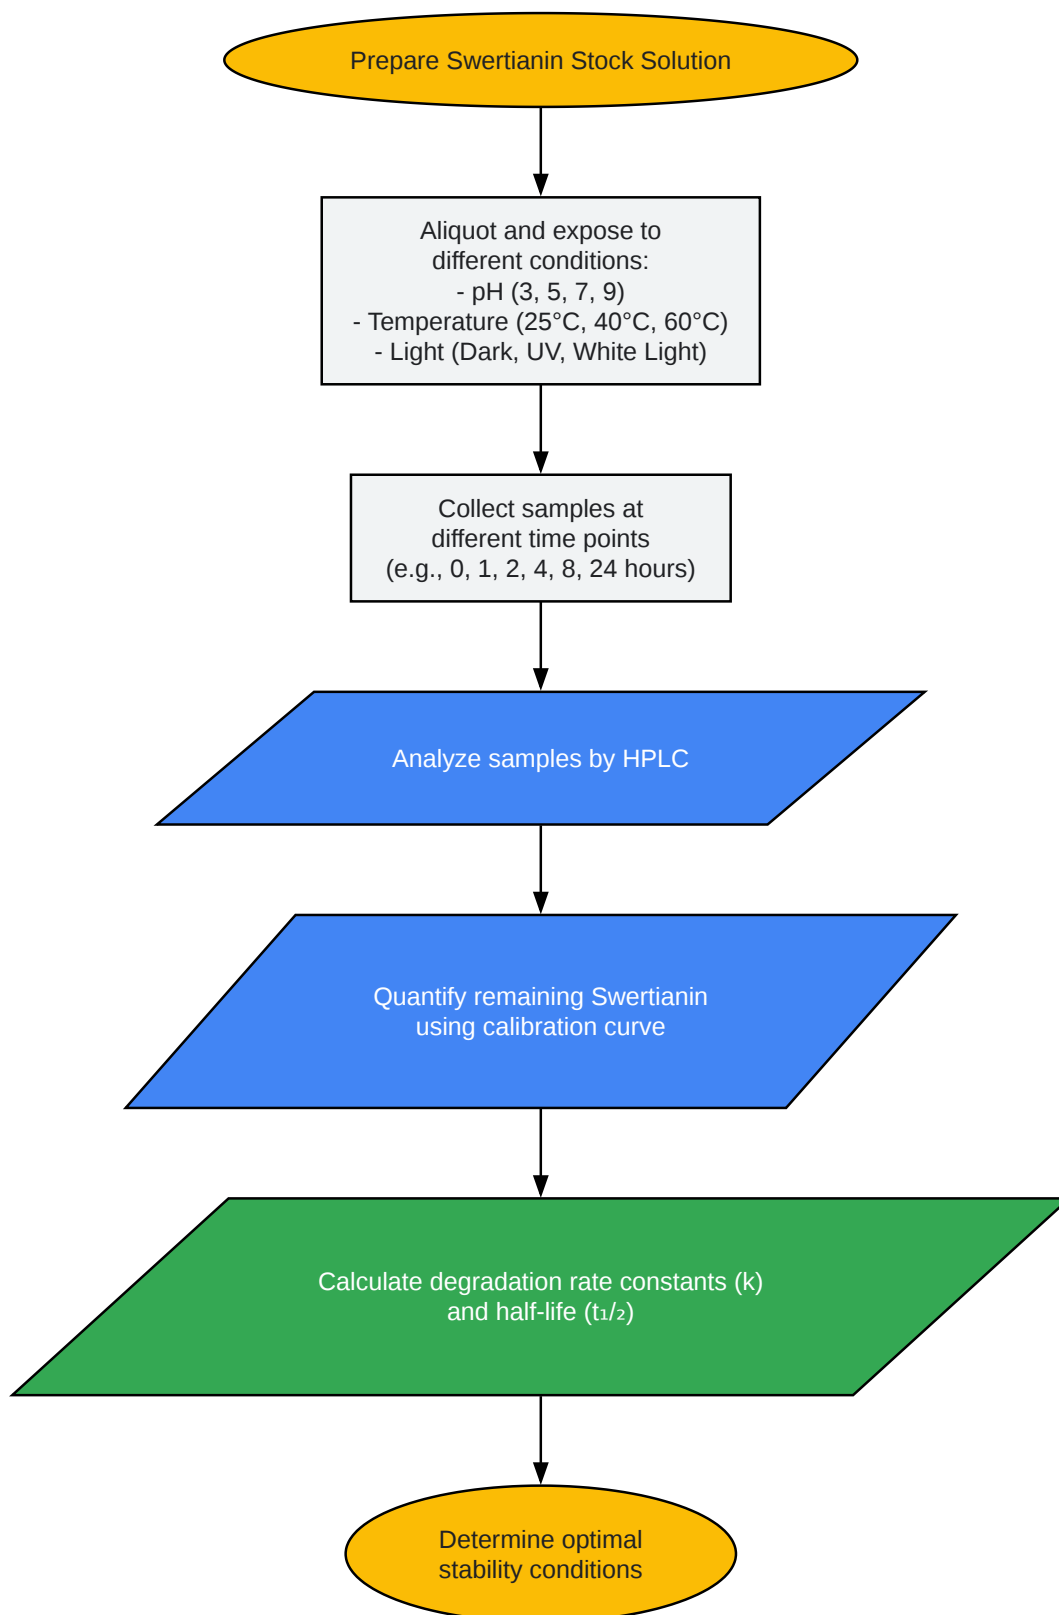 Prepare Swertianin Stock Solution
Aliquot and expose to
different conditions:
- pH (3, 5, 7, 9)
- Temperature (25°C, 40°C, 60°C)
- Light (Dark, UV, White Light)
Collect samples at
different time points
(e.g., 0, 1, 2, 4, 8, 24 hours)
Analyze samples by HPLC
Quantify remaining Swertianin
using calibration curve
Calculate degradation rate constants (k)
and half-life (t₁/₂)
Determine optimal
stability conditions